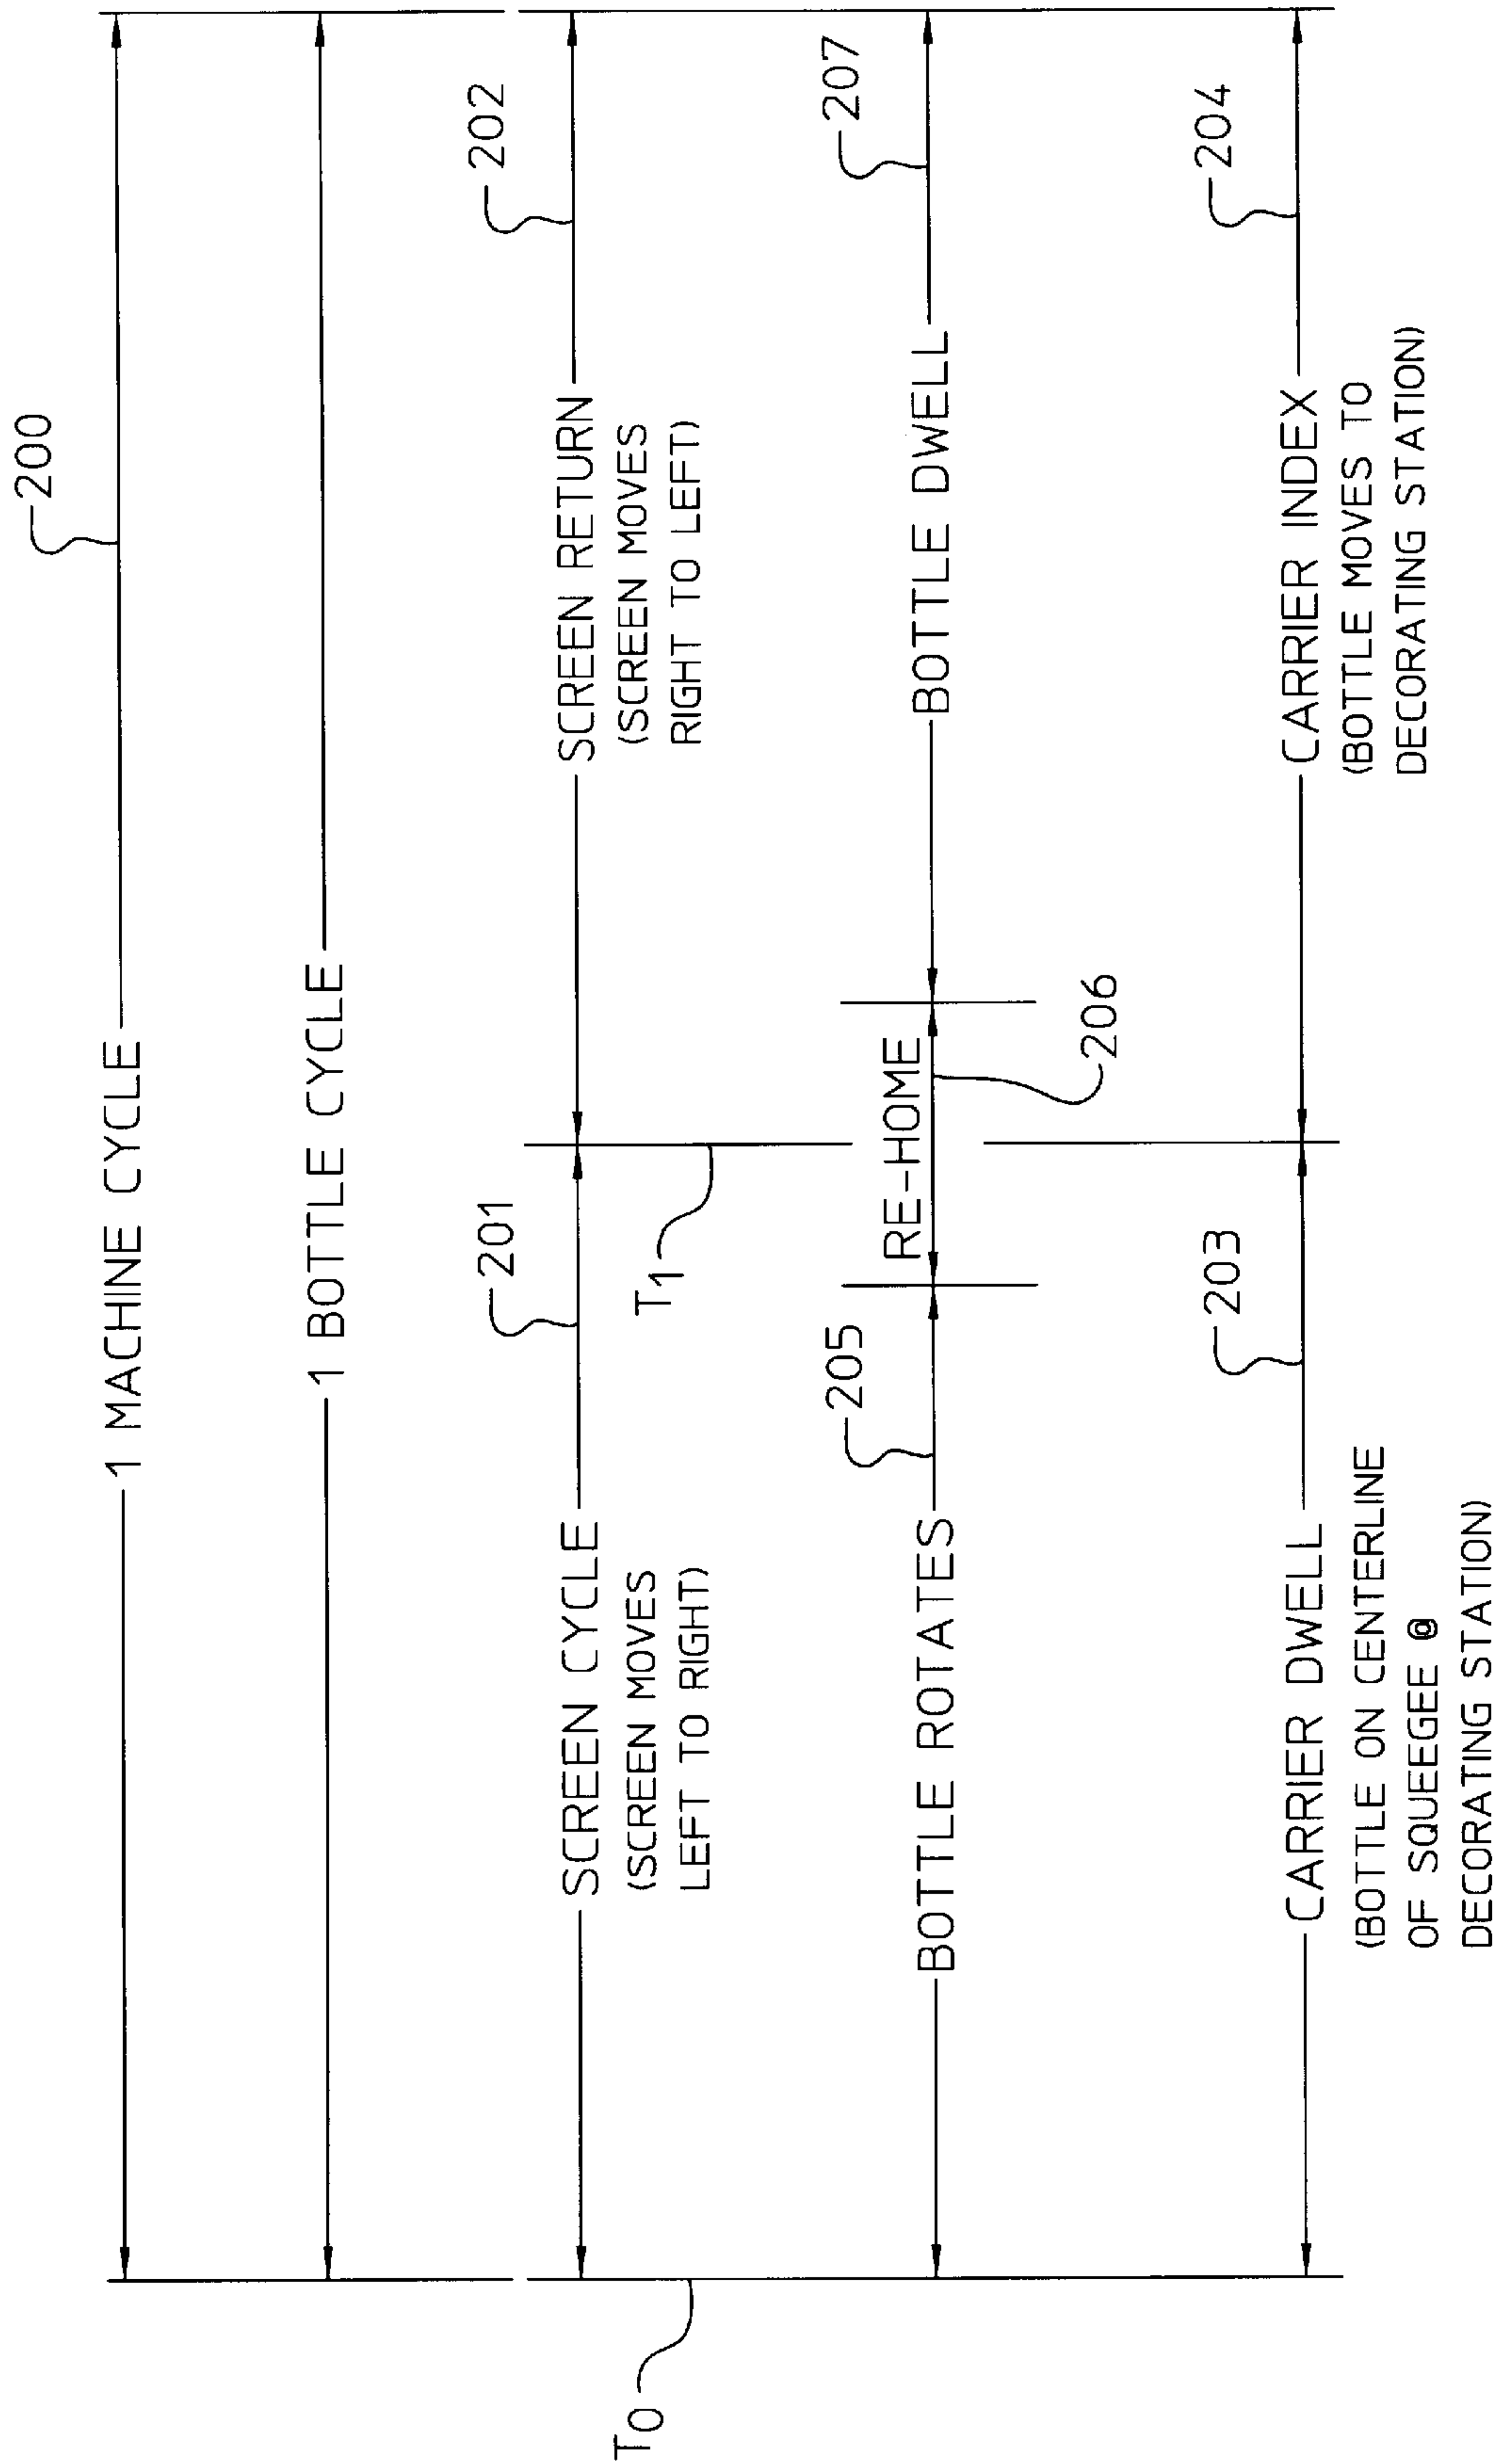 200
1 MACHINE CYCLE
1 BOTTLE CYCLE
201
202
SCREEN CYCLE
(SCREEN MOVES
LEFT TO RIGHT)
SCREEN RETURN
(SCREEN MOVES
RIGHT TO LEFT)
T0
T1
205
207
BOTTLE ROTATES
RE-HOME
BOTTLE DWELL
206
203
204
CARRIER DWELL
(BOTTLE ON CENTERLINE
OF SQUEEGEE @
DECORATING STATION)
CARRIER INDEX
(BOTTLE MOVES TO
DECORATING STATION)